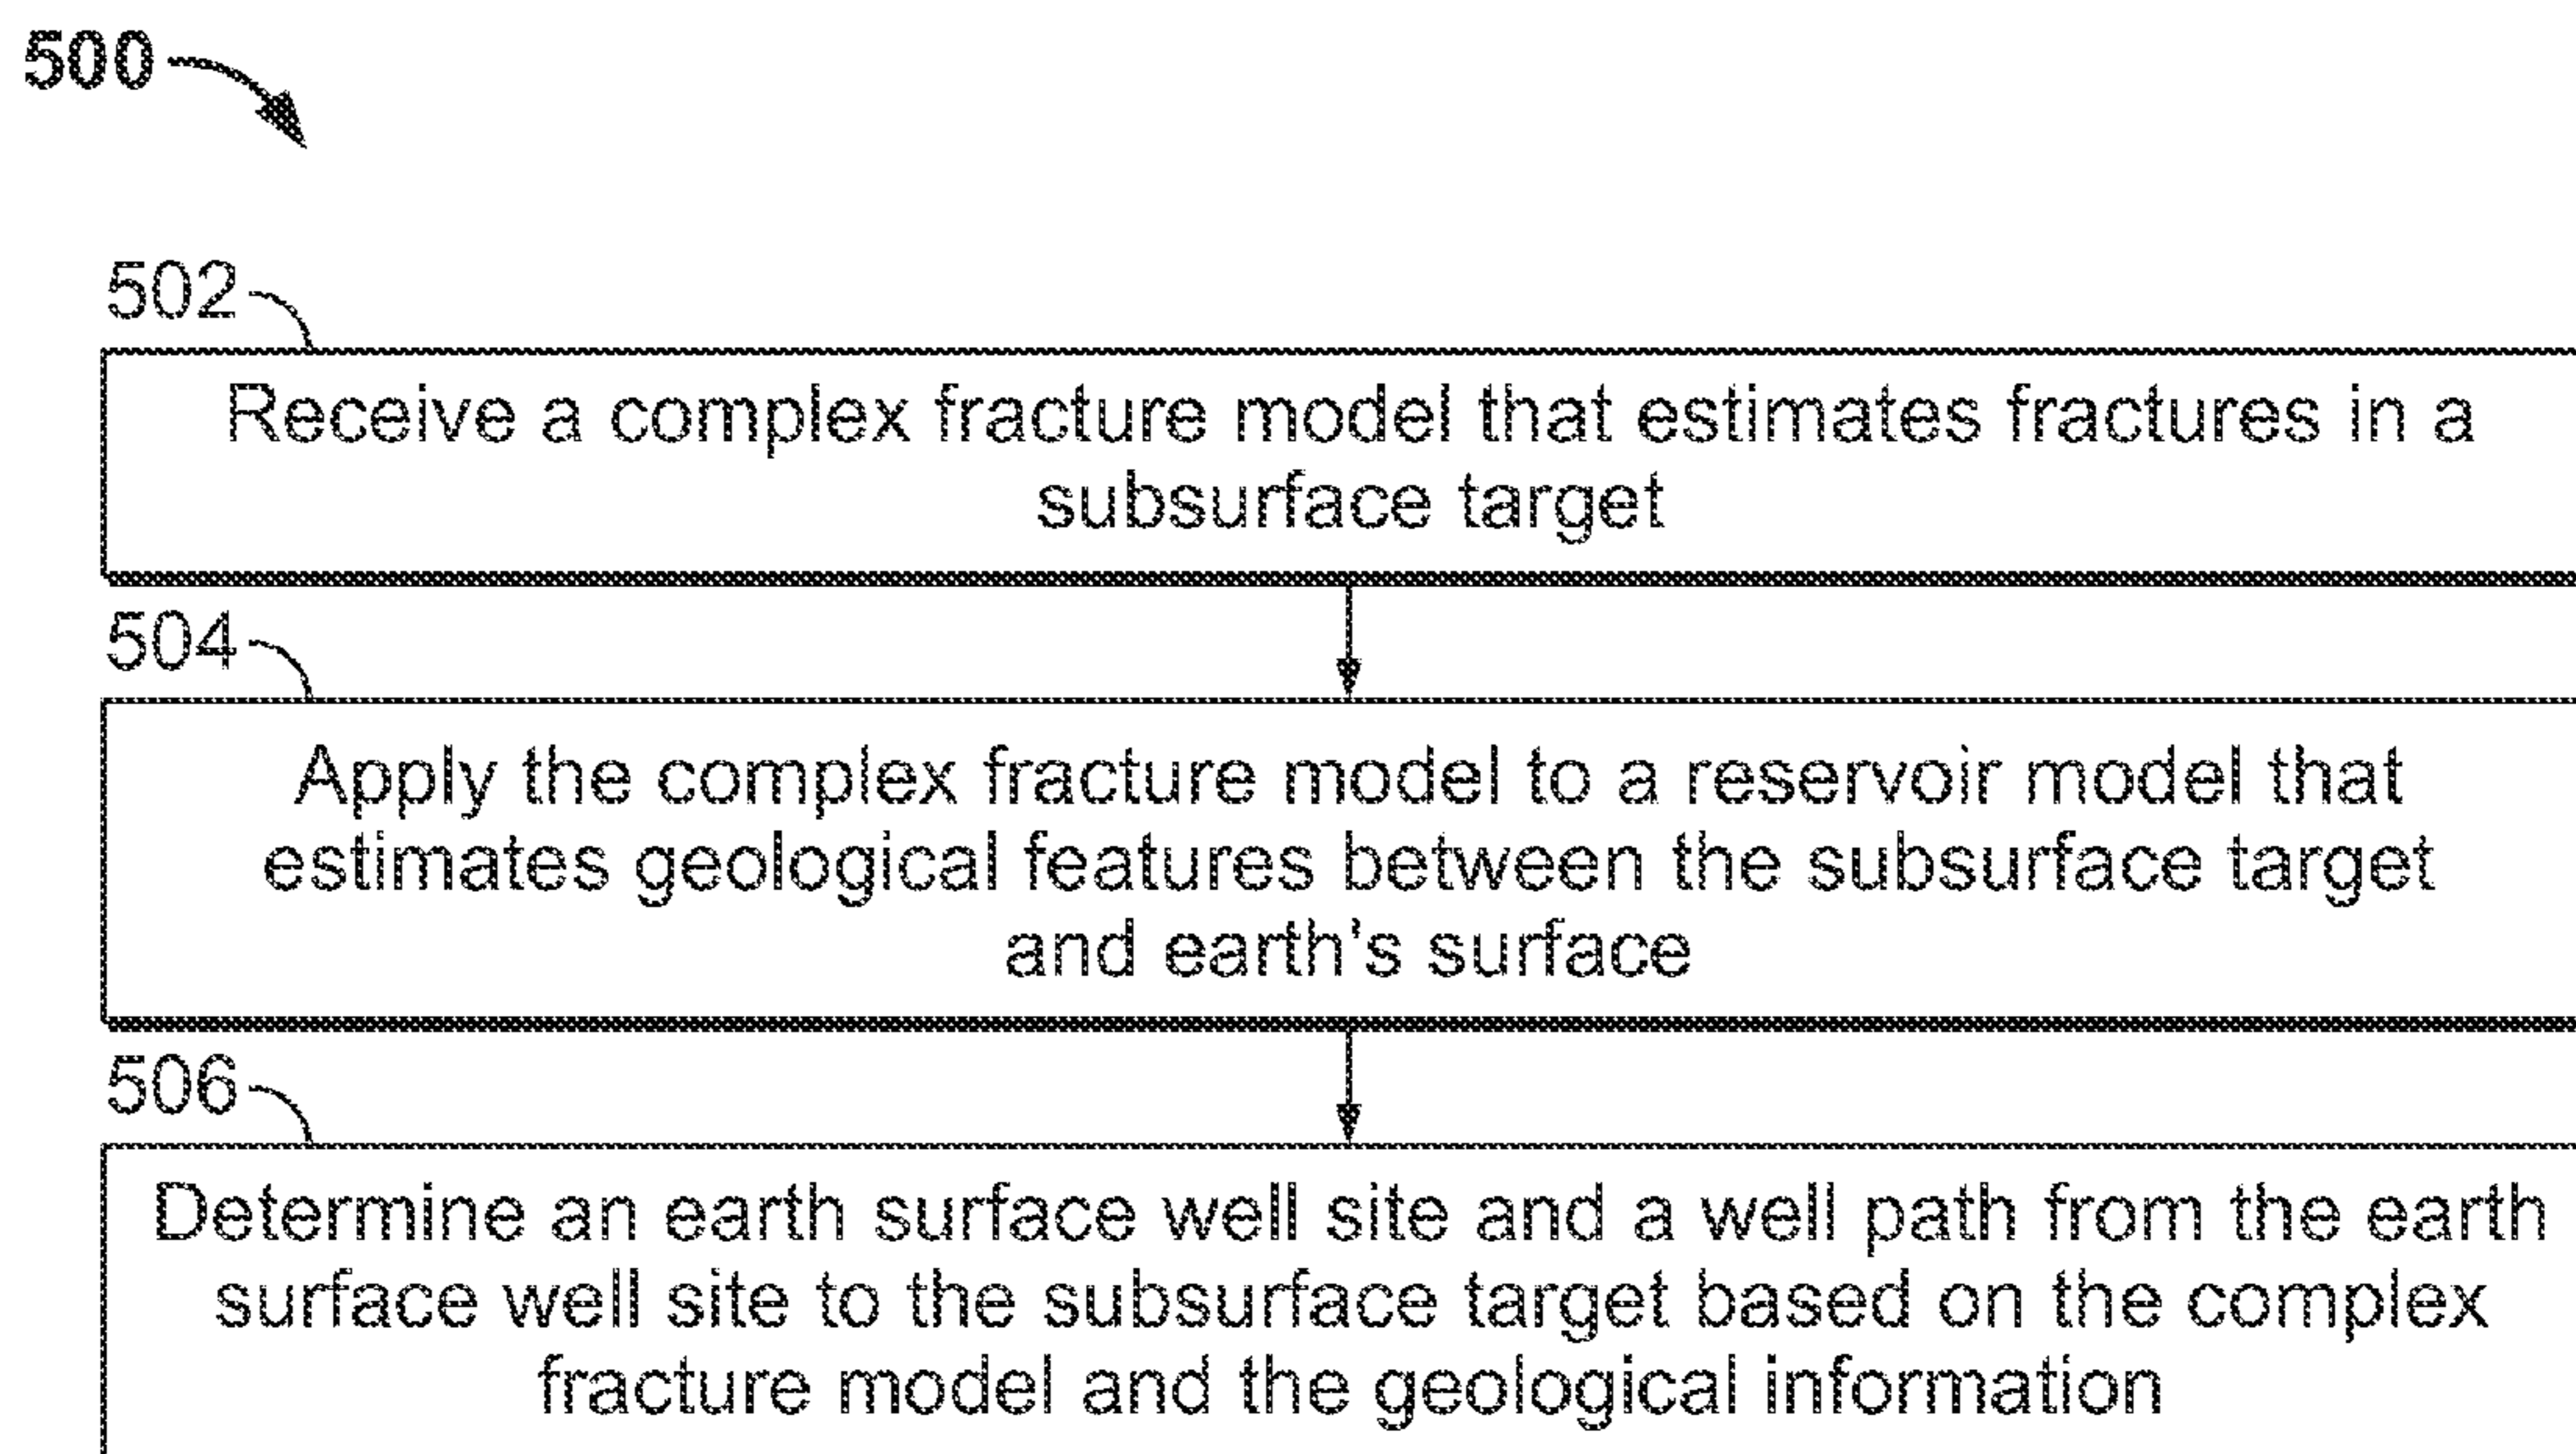 500
502
Receive a complex fracture model that estimates fractures in a
subsurface target
504
Apply the complex fracture model to a reservoir model that
estimates geological features between the subsurface target
and earth's surface
506
Determine an earth surface well site and a well path from the earth
surface well site to the subsurface target based on the complex
fracture model and the geological information